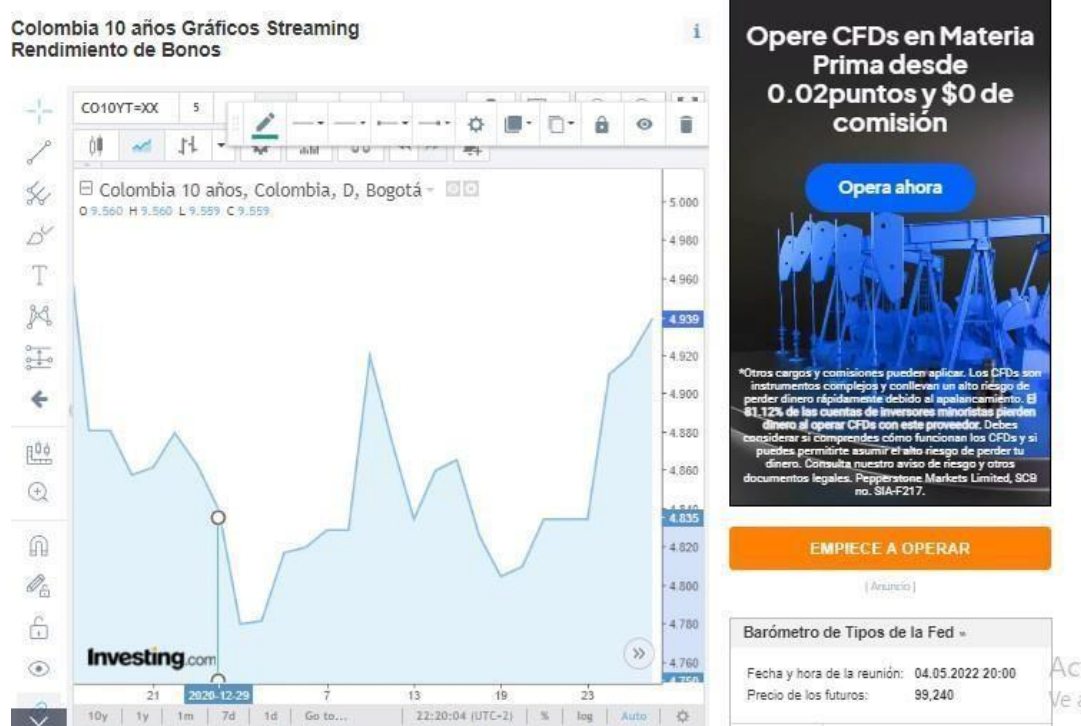 Colombia 10 años Gráficos Streaming
Rendimiento de Bonos
CO10YT=XX 5
Colombia 10 años, Colombia, D, Bogotá
O 9.560 H 9.560 L 9.559 C 9.559
5.000
4.980
4.960
4.939
4.920
4.900
4.880
4.860
4.835
4.820
4.800
4.780
4.760
4.750
Investing.com
21 2020-12-29 7 13 19 23
10y 1y 1m 7d 1d Go to... 22:20:04 (UTC-2) % log Auto
Opere CFDs en Materia
Prima desde
0.02puntos y $0 de
comisión
Opera ahora
*Otros cargos y comisiones pueden aplicar. Los CFDs son
instrumentos complejos y conllevan un alto riesgo de
perder dinero rápidamente debido al apalancamiento. El
81.12% de las cuentas de inversores minoristas pierden
dinero al operar CFDs con este proveedor. Debes
considerar si comprendes cómo funcionan los CFDs y si
puedes permitirte asumir el alto riesgo de perder tu
dinero. Consulta nuestro aviso de riesgo y otros
documentos legales. Pepperstone Markets Limited, SCB
no. SIA-F217.
EMPIECE A OPERAR
[ Anuncio ]
Barómetro de Tipos de la Fed »
Fecha y hora de la reunión: 04.05.2022 20:00
Precio de los futuros: 99,240
Ac
Ve a